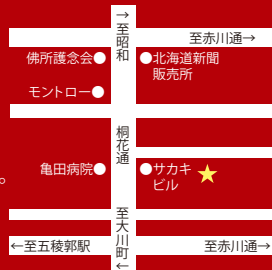 →至昭和
至赤川通→
佛所護念会●
●北海道新聞
販売所
モントロー●
桐花通
亀田病院●
●サカキ
ビル
。
至大川町←
←至五稜郭駅
至赤川通→